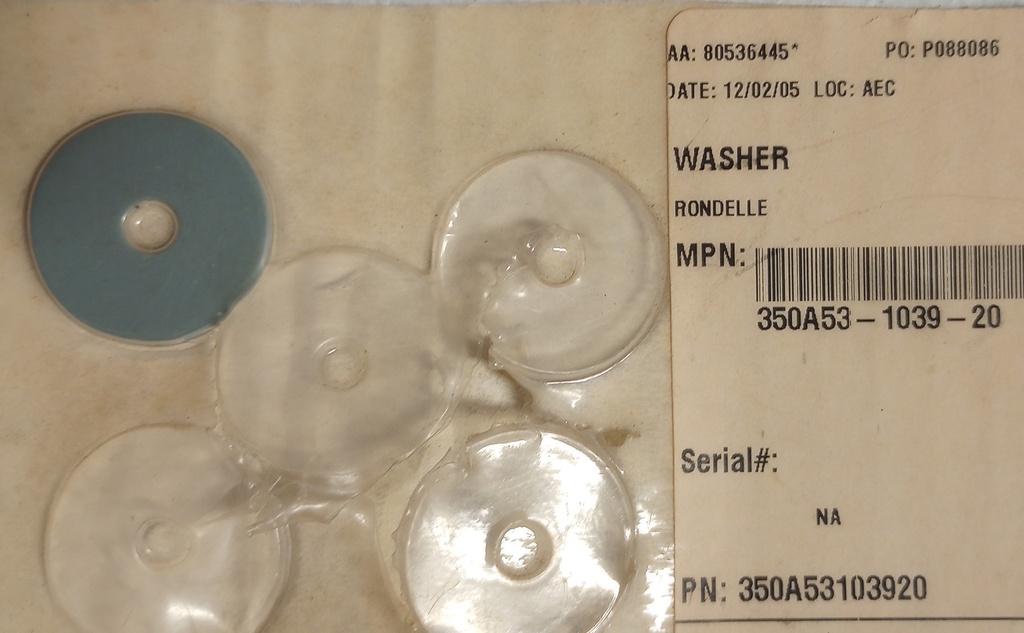 AA: 80536445* PO: P088086
DATE: 12/02/05 LOC: AEC
WASHER
RONDELLE
MPN:
350A53-1039-20
Serial#:
NA
PN: 350A53103920